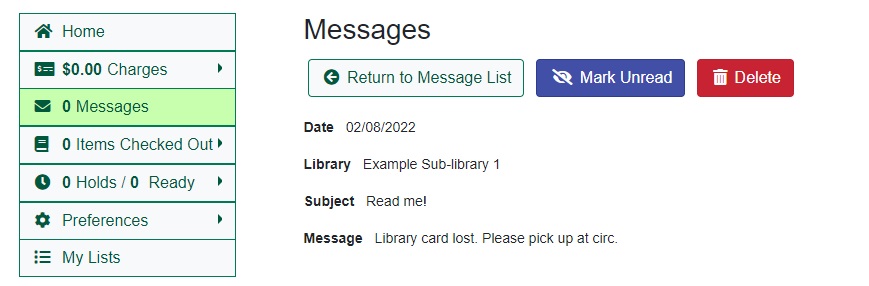 Home
$0.00 Charges
0 Messages
0 Items Checked Out
0 Holds / 0 Ready
Preferences
My Lists
Messages
Return to Message List
Mark Unread
Delete
Date 02/08/2022
Library Example Sub-library 1
Subject Read me!
Message Library card lost. Please pick up at circ.